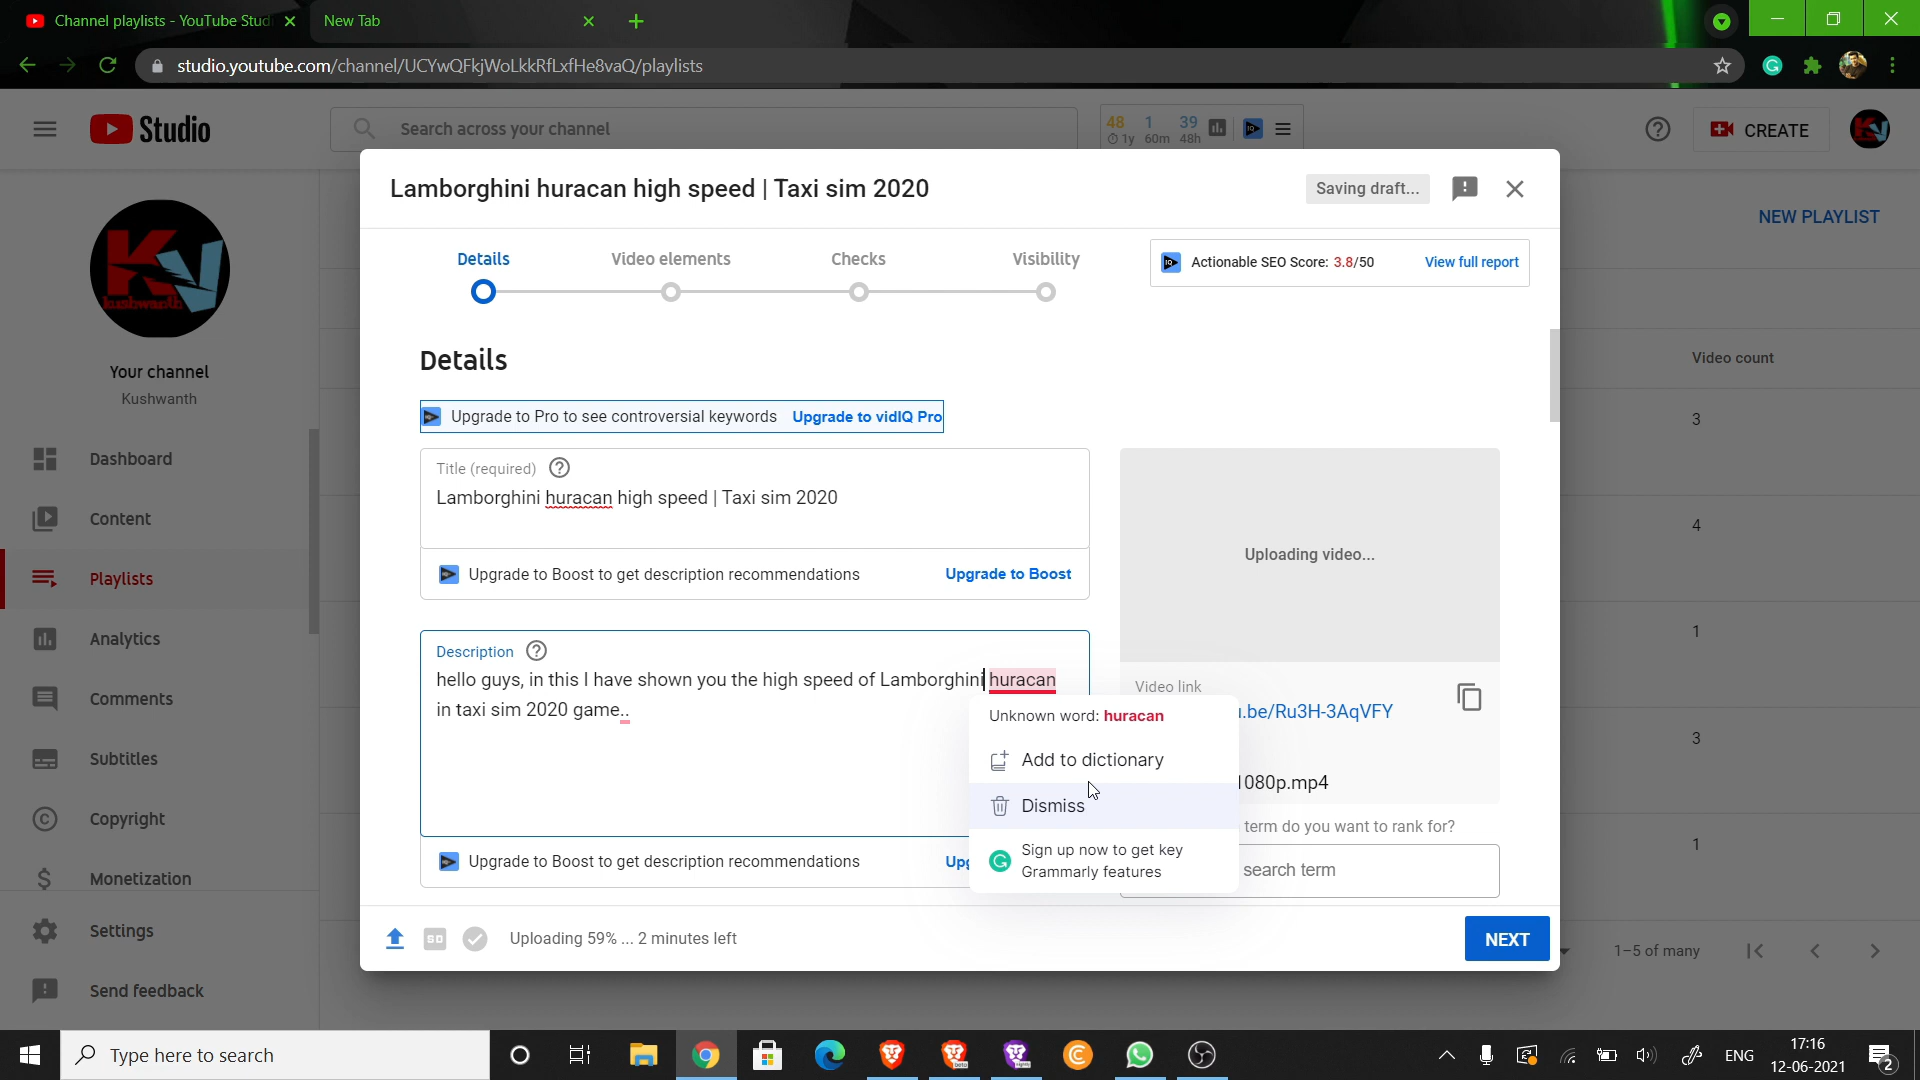 Channel playlists - YouTube Studi
New Tab
studio.youtube.com/channel/UCYwQFkjWoLkkRfLxfHe8vaQ/playlists
Studio
Search across your channel
48 1 39
1y 60m 48h
IQ
CREATE
Lamborghini huracan high speed | Taxi sim 2020
Saving draft...
NEW PLAYLIST
Details
Video elements
Checks
Visibility
IQ Actionable SEO Score: 3.8/50
View full report
kushwanth
Your channel
Kushwanth
Details
Video count
Upgrade to Pro to see controversial keywords Upgrade to vidIQ Pro
3
Dashboard
Title (required)
Lamborghini huracan high speed | Taxi sim 2020
Content
4
Uploading video...
Playlists
Upgrade to Boost to get description recommendations
Upgrade to Boost
Analytics
1
Description
hello guys, in this I have shown you the high speed of Lamborghini huracan
in taxi sim 2020 game..
Video link
.be/Ru3H-3AqVFY
Comments
Unknown word: huracan
Add to dictionary
Subtitles
3
1080p.mp4
Dismiss
Copyright
term do you want to rank for?
1
Sign up now to get key
Grammarly features
Upgrade to Boost to get description recommendations
Upg
search term
Monetization
Settings
SD
Uploading 59% ... 2 minutes left
NEXT
1–5 of many
Send feedback
Type here to search
beta
ENG
17:16
12-06-2021
2